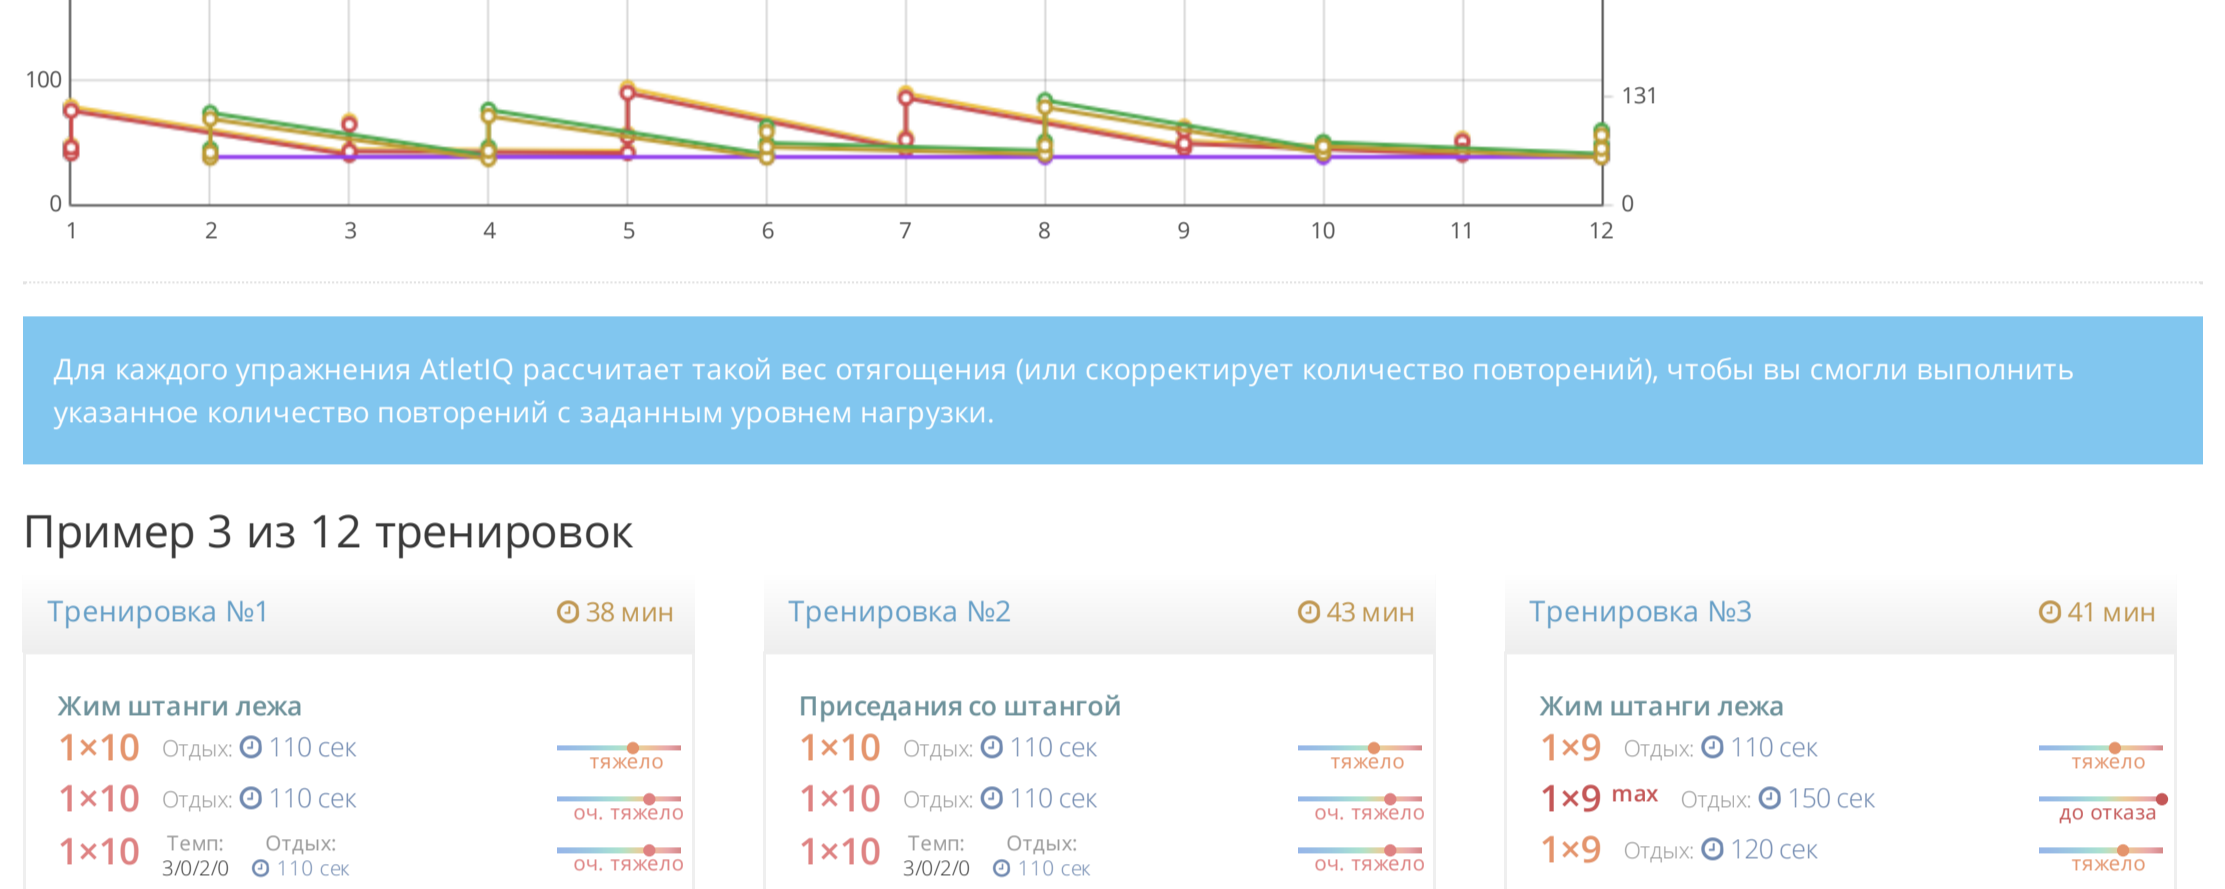 100
131
0
0
1 2 3 4 5 6 7 8 9 10 11 12
Для каждого упражнения AtletIQ рассчитает такой вес отягощения (или скорректирует количество повторений), чтобы вы смогли выполнить
указанное количество повторений с заданным уровнем нагрузки.
Пример 3 из 12 тренировок
Тренировка №1 38 мин
Жим штанги лежа
1×10 Отдых: 110 сек
тяжело
1×10 Отдых: 110 сек
оч. тяжело
1×10 Темп: Отдых:
3/0/2/0 110 сек
оч. тяжело
Тренировка №2 43 мин
Приседания со штангой
1×10 Отдых: 110 сек
тяжело
1×10 Отдых: 110 сек
оч. тяжело
1×10 Темп: Отдых:
3/0/2/0 110 сек
оч. тяжело
Тренировка №3 41 мин
Жим штанги лежа
1×9 Отдых: 110 сек
тяжело
1×9 max Отдых: 150 сек
до отказа
1×9 Отдых: 120 сек
тяжело